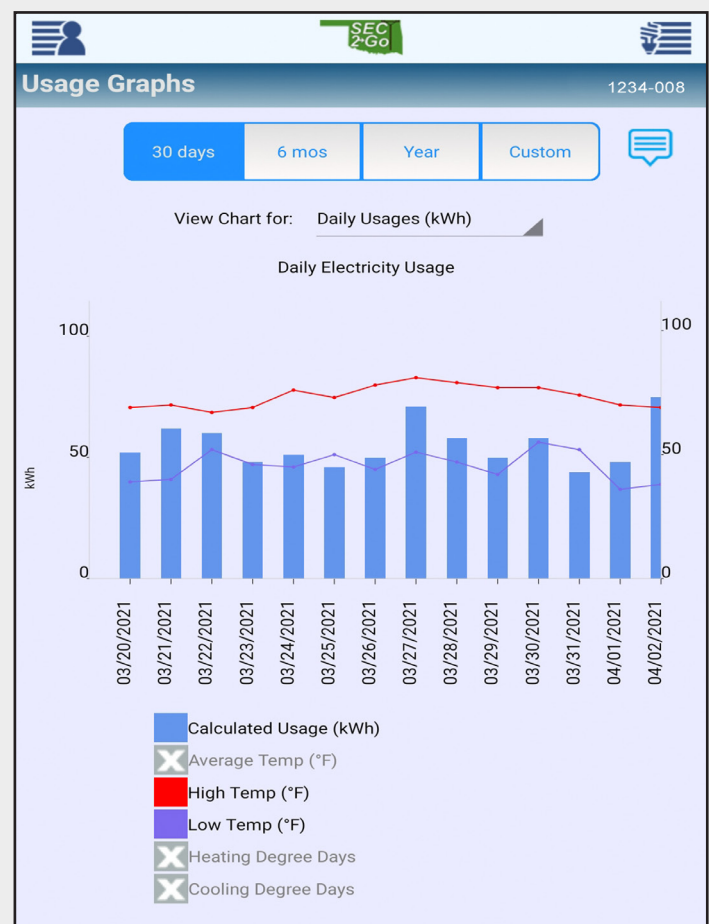 SEC
2·Go
Usage Graphs 1234-008
30 days 6 mos Year Custom
View Chart for: Daily Usages (kWh)
Daily Electricity Usage
100 100
50 50
kWh
0 0
03/20/2021 03/21/2021 03/22/2021 03/23/2021 03/24/2021 03/25/2021 03/26/2021 03/27/2021 03/28/2021 03/29/2021 03/30/2021 03/31/2021 04/01/2021 04/02/2021
Calculated Usage (kWh)
Average Temp (°F)
High Temp (°F)
Low Temp (°F)
Heating Degree Days
Cooling Degree Days